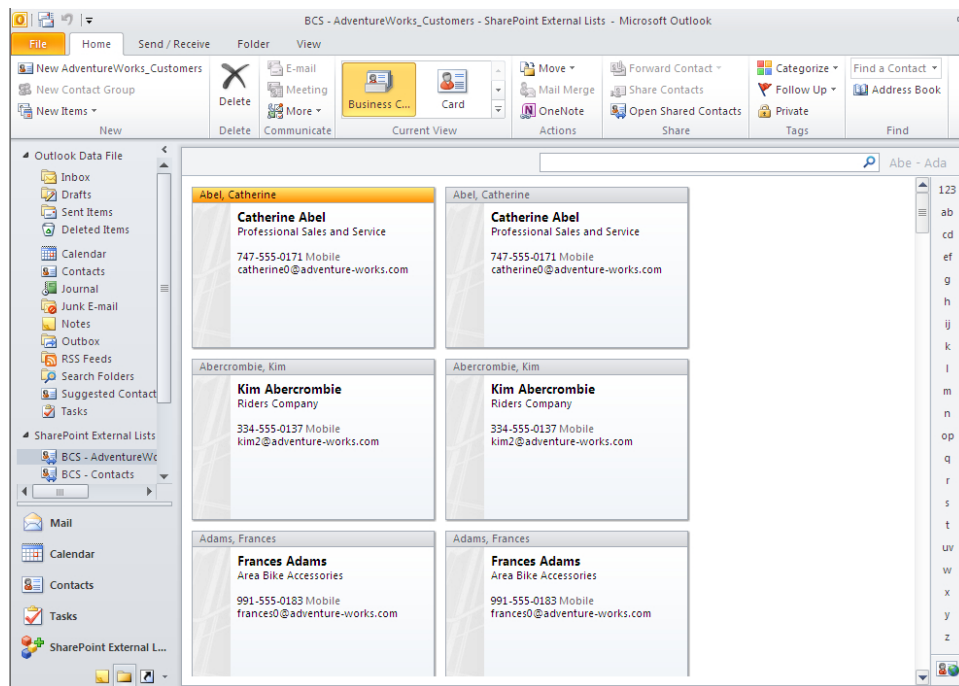 BCS - AdventureWorks_Customers - SharePoint External Lists - Microsoft Outlook
File Home Send / Receive Folder View
New AdventureWorks_Customers
New Contact Group
New Items
New
Delete
Delete
E-mail
Meeting
More
Communicate
Business C...
Card
Current View
Move
Mail Merge
OneNote
Actions
Forward Contact
Share Contacts
Open Shared Contacts
Share
Categorize
Follow Up
Private
Tags
Find a Contact
Address Book
Find
Outlook Data File
Inbox
Drafts
Sent Items
Deleted Items
Calendar
Contacts
Journal
Junk E-mail
Notes
Outbox
RSS Feeds
Search Folders
Suggested Contact
Tasks
SharePoint External Lists
BCS - AdventureWo
BCS - Contacts
Mail
Calendar
Contacts
Tasks
SharePoint External L...
Abe - Ada
Abel, Catherine
Catherine Abel
Professional Sales and Service
747-555-0171 Mobile
catherine0@adventure-works.com
Abel, Catherine
Catherine Abel
Professional Sales and Service
747-555-0171 Mobile
catherine0@adventure-works.com
Abercrombie, Kim
Kim Abercrombie
Riders Company
334-555-0137 Mobile
kim2@adventure-works.com
Abercrombie, Kim
Kim Abercrombie
Riders Company
334-555-0137 Mobile
kim2@adventure-works.com
Adams, Frances
Frances Adams
Area Bike Accessories
991-555-0183 Mobile
frances0@adventure-works.com
Adams, Frances
Frances Adams
Area Bike Accessories
991-555-0183 Mobile
frances0@adventure-works.com
123
ab
cd
ef
g
h
ij
k
l
m
n
op
q
r
s
t
uv
w
x
y
z